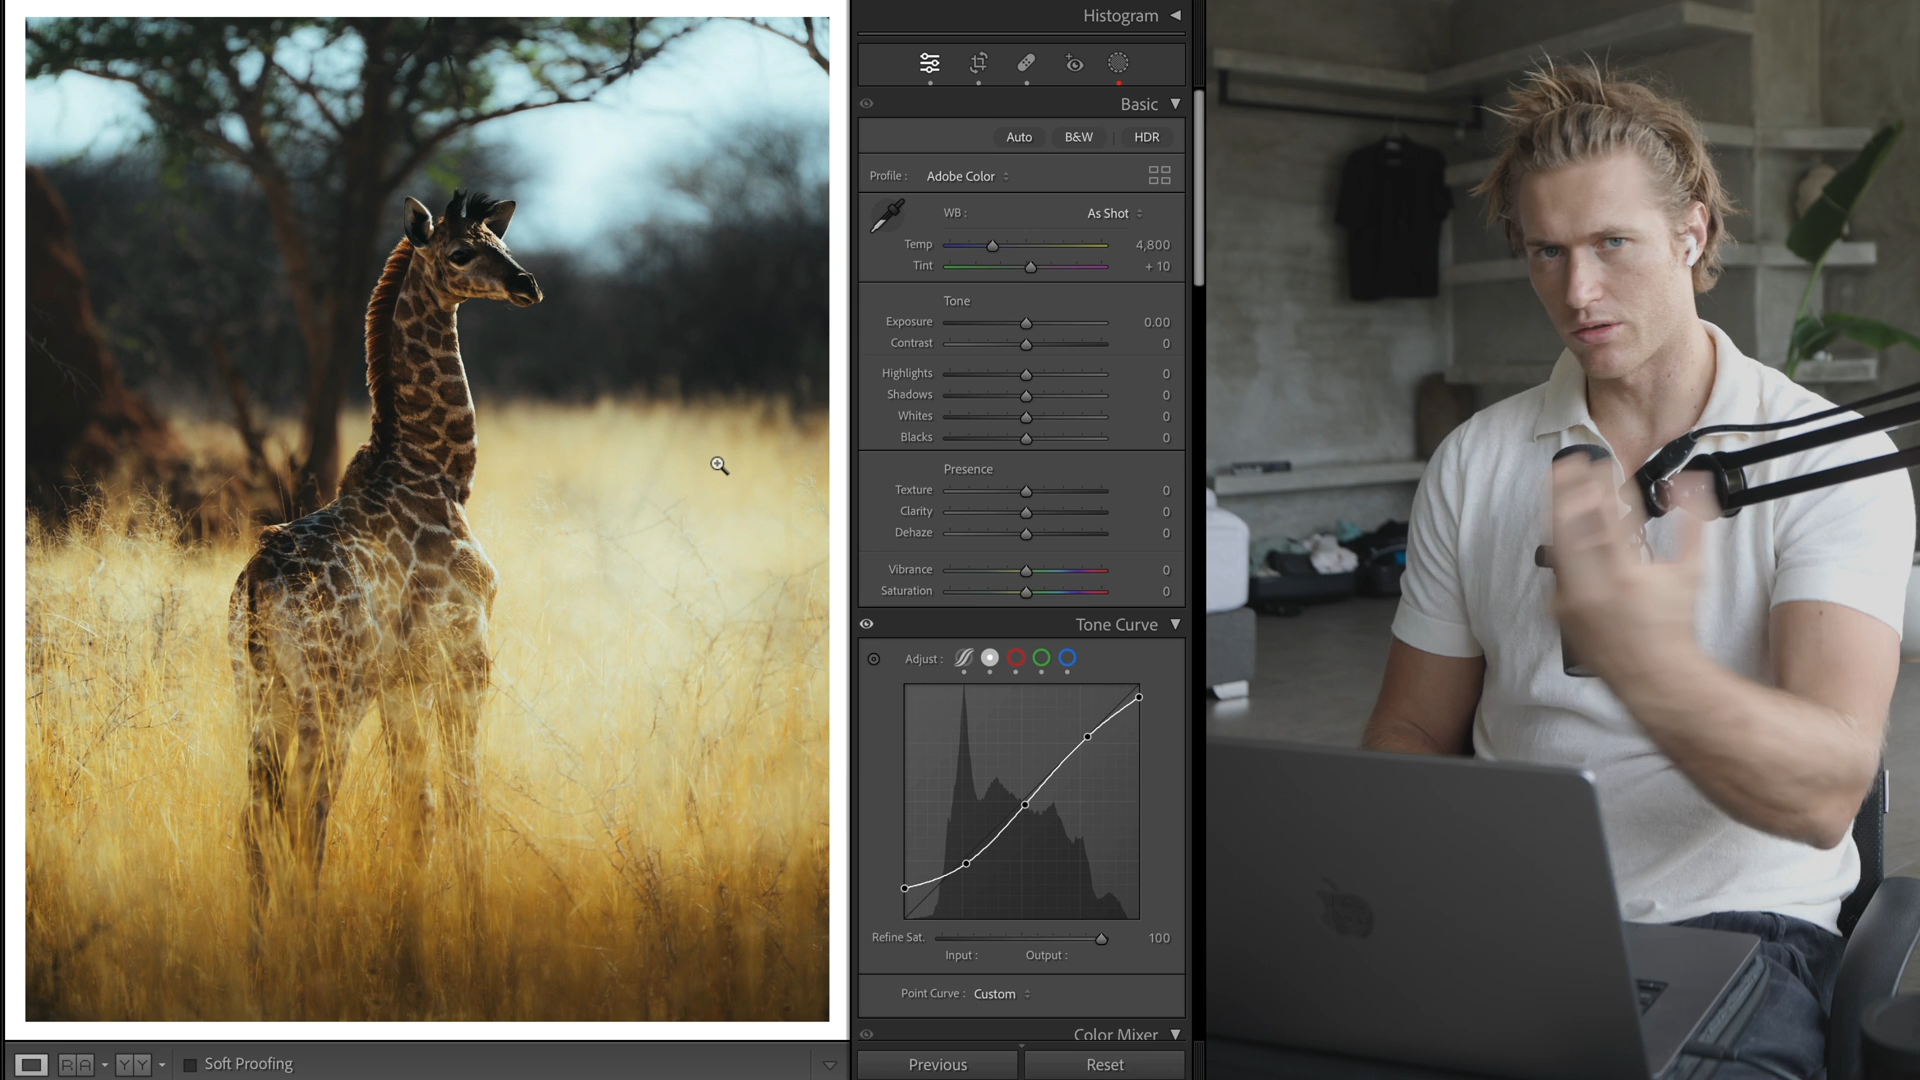 Histogram
Basic
Auto B&W HDR
Profile : Adobe Color
WB : As Shot
Temp 4,800
Tint + 10
Tone
Exposure 0.00
Contrast 0
Highlights 0
Shadows 0
Whites 0
Blacks 0
Presence
Texture 0
Clarity 0
Dehaze 0
Vibrance 0
Saturation 0
Tone Curve
Adjust :
Refine Sat. 100
Input : Output :
Point Curve : Custom
Color Mixer
R A Y Y Soft Proofing
Previous Reset